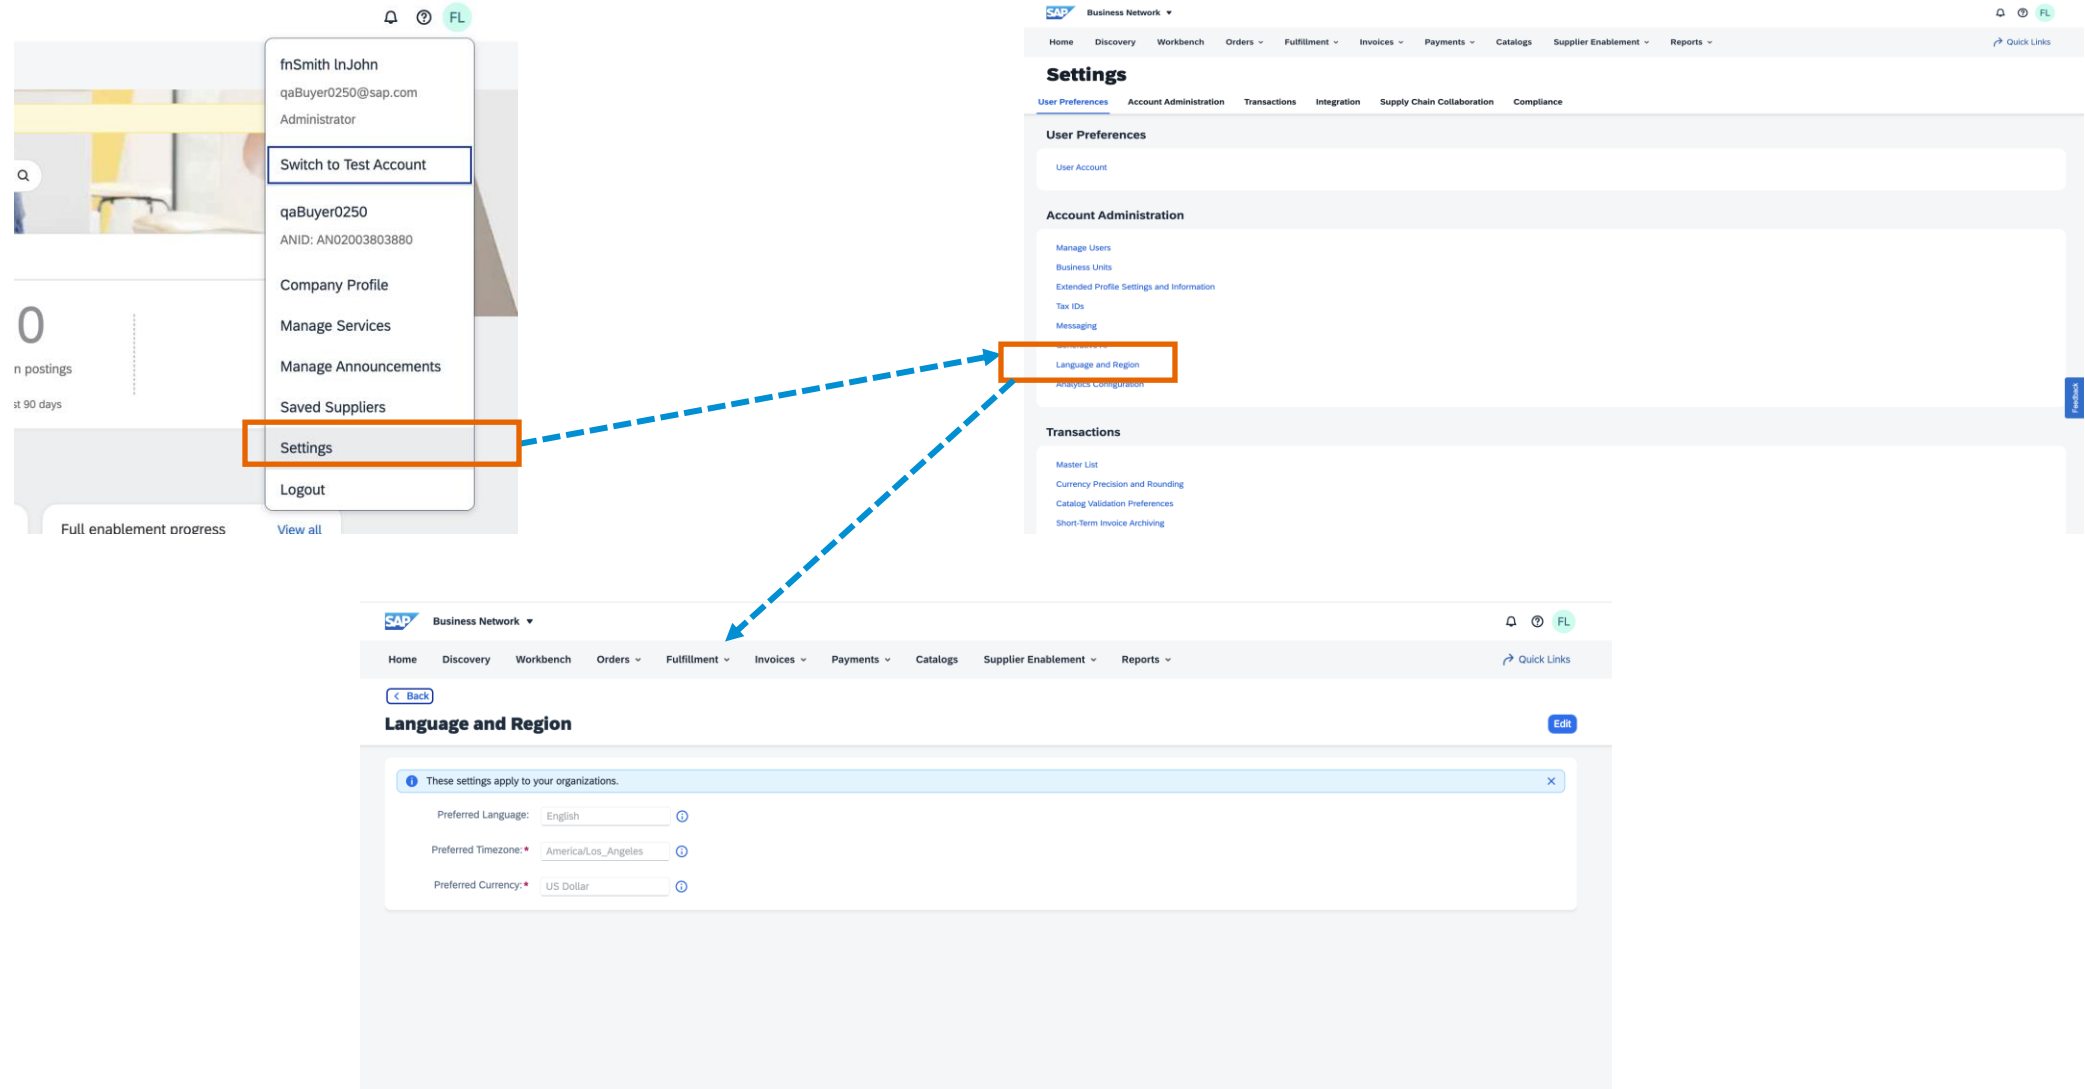 FL
fnSmith lnJohn
qaBuyer0250@sap.com
Administrator
Switch to Test Account
qaBuyer0250
ANID: AN02003803880
Company Profile
Manage Services
Manage Announcements
Saved Suppliers
Settings
Logout
0
n postings
st 90 days
Full enablement progress View all
SAP Business Network FL
Home Discovery Workbench Orders Fulfillment Invoices Payments Catalogs Supplier Enablement Reports Quick Links
Settings
User Preferences Account Administration Transactions Integration Supply Chain Collaboration Compliance
User Preferences
User Account
Account Administration
Manage Users
Business Units
Extended Profile Settings and Information
Tax IDs
Messaging
Language and Region
Analytics Configuration
Feedback
Transactions
Master List
Currency Precision and Rounding
Catalog Validation Preferences
Short-Term Invoice Archiving
SAP Business Network FL
Home Discovery Workbench Orders Fulfillment Invoices Payments Catalogs Supplier Enablement Reports Quick Links
Back
Language and Region Edit
These settings apply to your organizations.
Preferred Language: English
Preferred Timezone:* America/Los_Angeles
Preferred Currency:* US Dollar